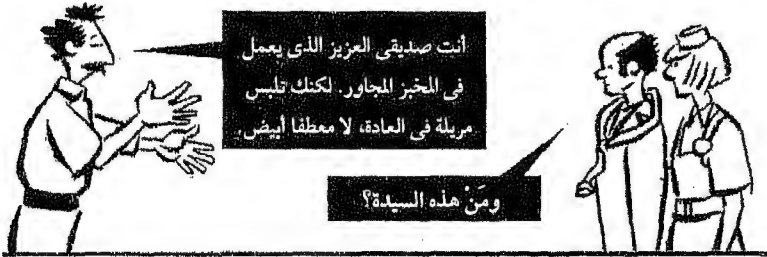 أنت صديقى العزيز الذى يعمل
فى المخبز المجاور. لكنك تلبس
مريلة فى العادة، لا معطفا أبيض.
ومَنْ هذه السيدة؟